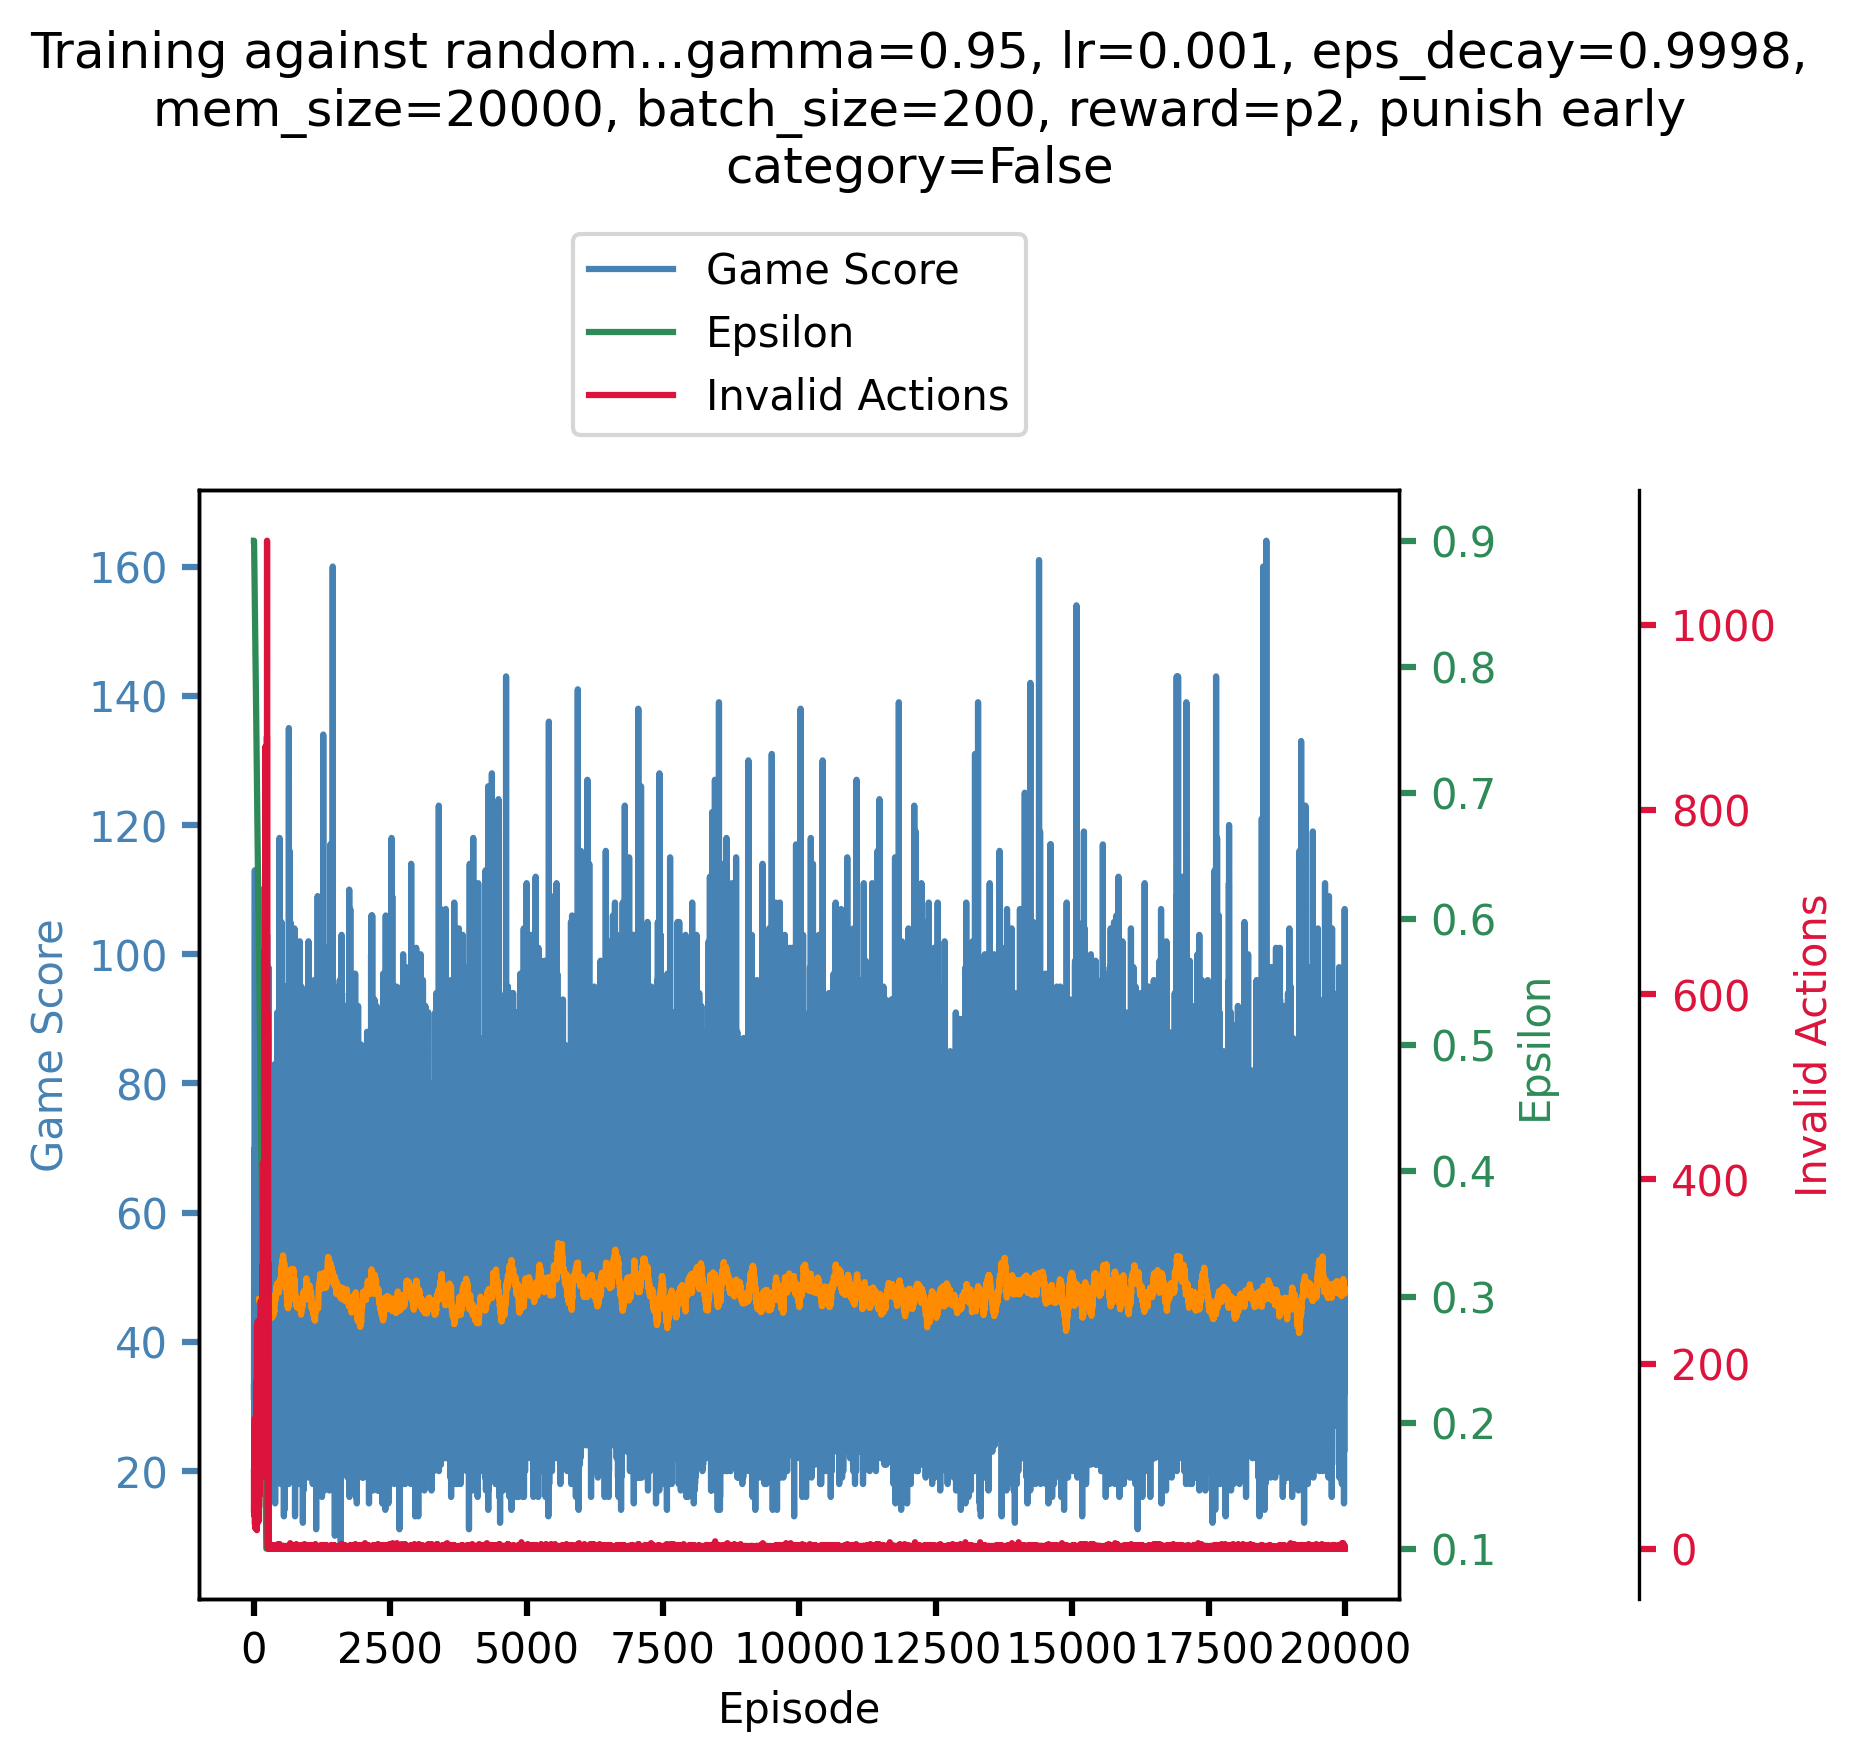 Training against random...gamma=0.95, lr=0.001, eps_decay=0.9998,
mem_size=20000, batch_size=200, reward=p2, punish early
category=False
Game Score
Epsilon
Invalid Actions
160
140
120
100
80
60
40
20
Game Score
0.9
0.8
0.7
0.6
0.5
0.4
0.3
0.2
0.1
Epsilon
1000
800
600
400
200
0
Invalid Actions
0 2500 5000 7500 10000 12500 15000 17500 20000
Episode